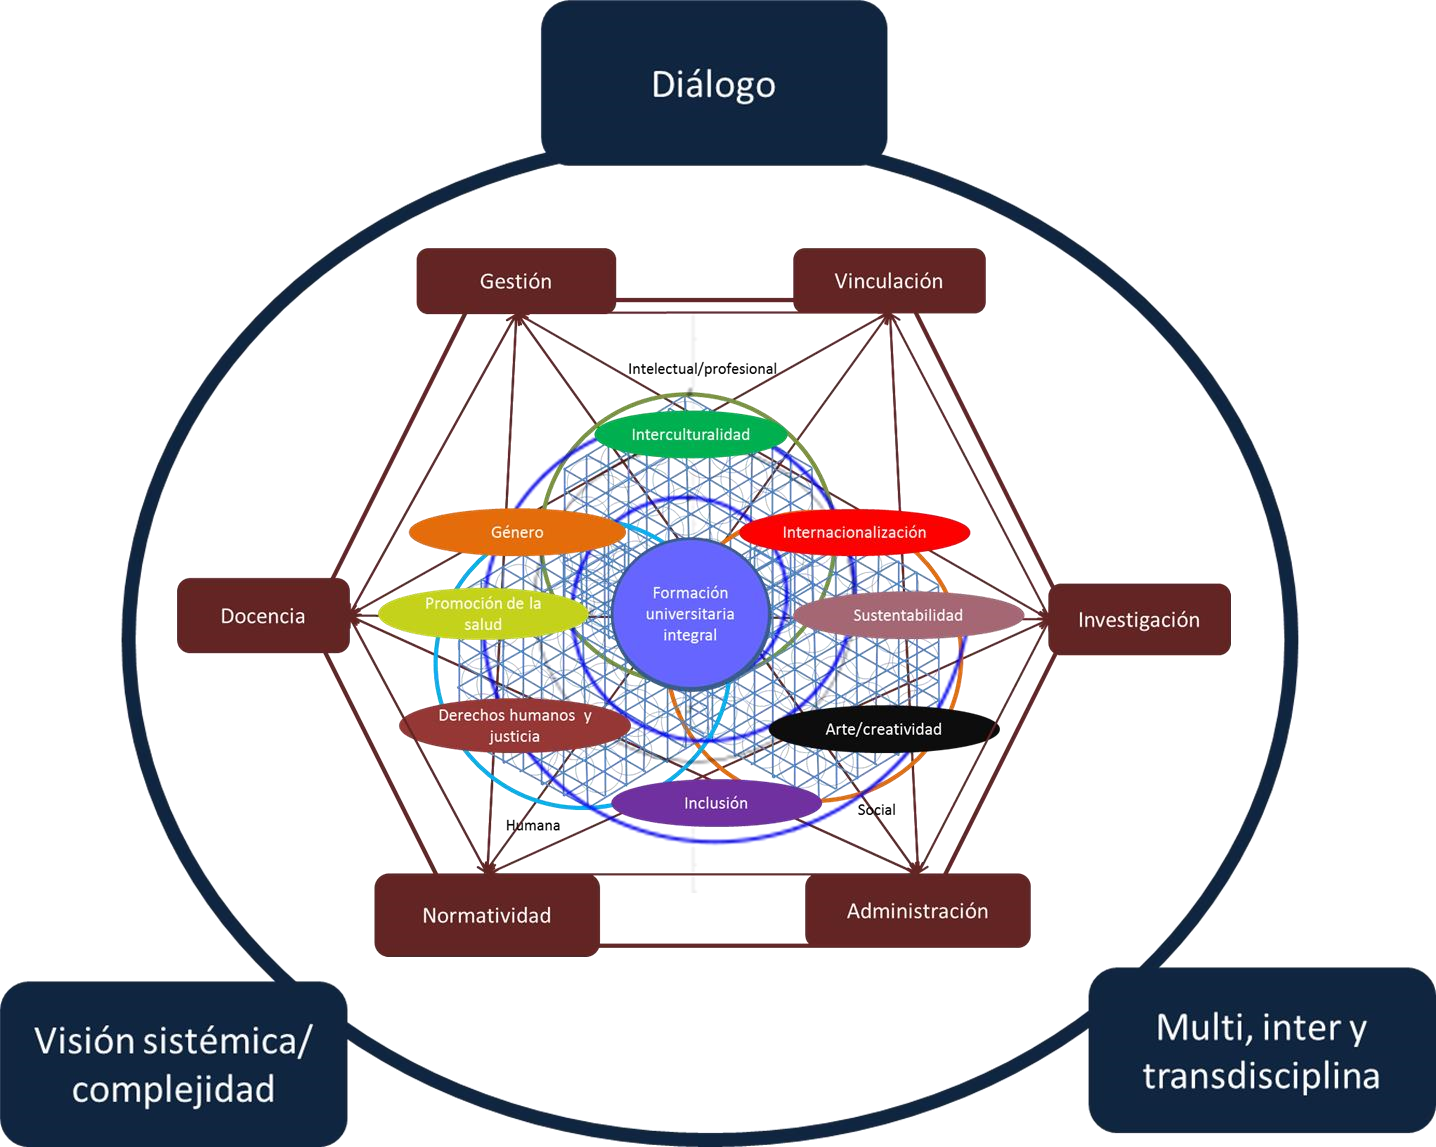 Diálogo
Gestión
Vinculación
Intelectual/profesional
Interculturalidad
Género
Internacionalización
Formación
universitaria
integral
Docencia
Promoción de la
salud
Sustentabilidad
Investigación
Derechos humanos y
justicia
Arte/creatividad
Inclusión
Humana
Social
Normatividad
Administración
Visión sistémica/
complejidad
Multi, inter y
transdisciplina